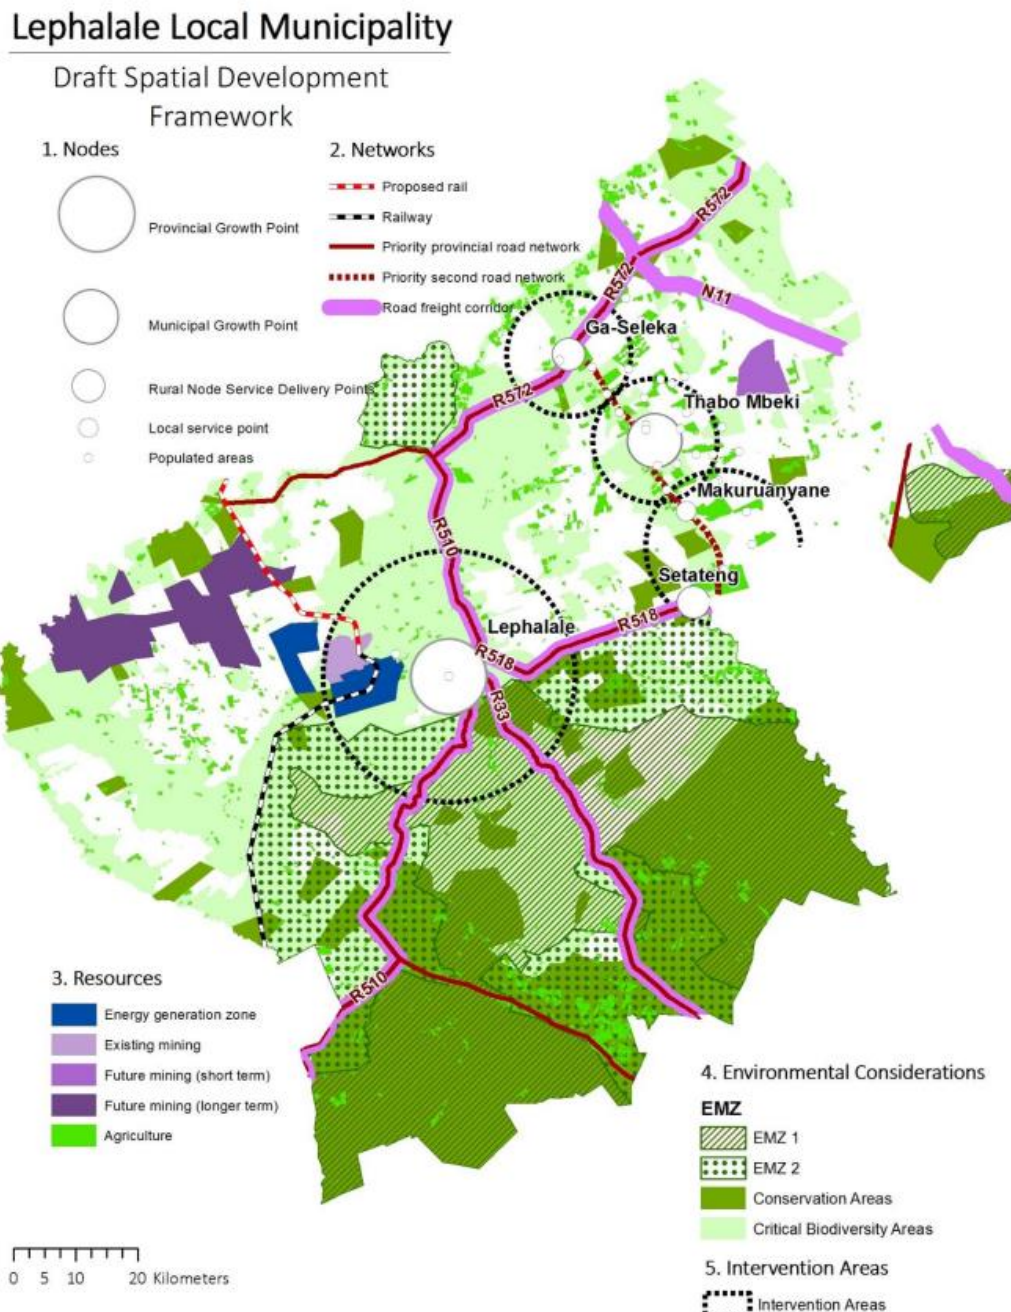 Lephalale Local Municipality
Draft Spatial Development
Framework
1. Nodes
Provincial Growth Point
Municipal Growth Point
Rural Node Service Delivery Points
Local service point
Populated areas
2. Networks
Proposed rail
Railway
Priority provincial road network
Priority second road network
Road freight corridor
R572
R572
N11
Ga-Seleka
R572
Thabo Mbeki
Makuruanyane
R510
Setateng
Lephalale
R518
R518
R33
R510
3. Resources
Energy generation zone
Existing mining
Future mining (short term)
Future mining (longer term)
Agriculture
0 5 10 20 Kilometers
4. Environmental Considerations
EMZ
EMZ 1
EMZ 2
Conservation Areas
Critical Biodiversity Areas
5. Intervention Areas
Intervention Areas